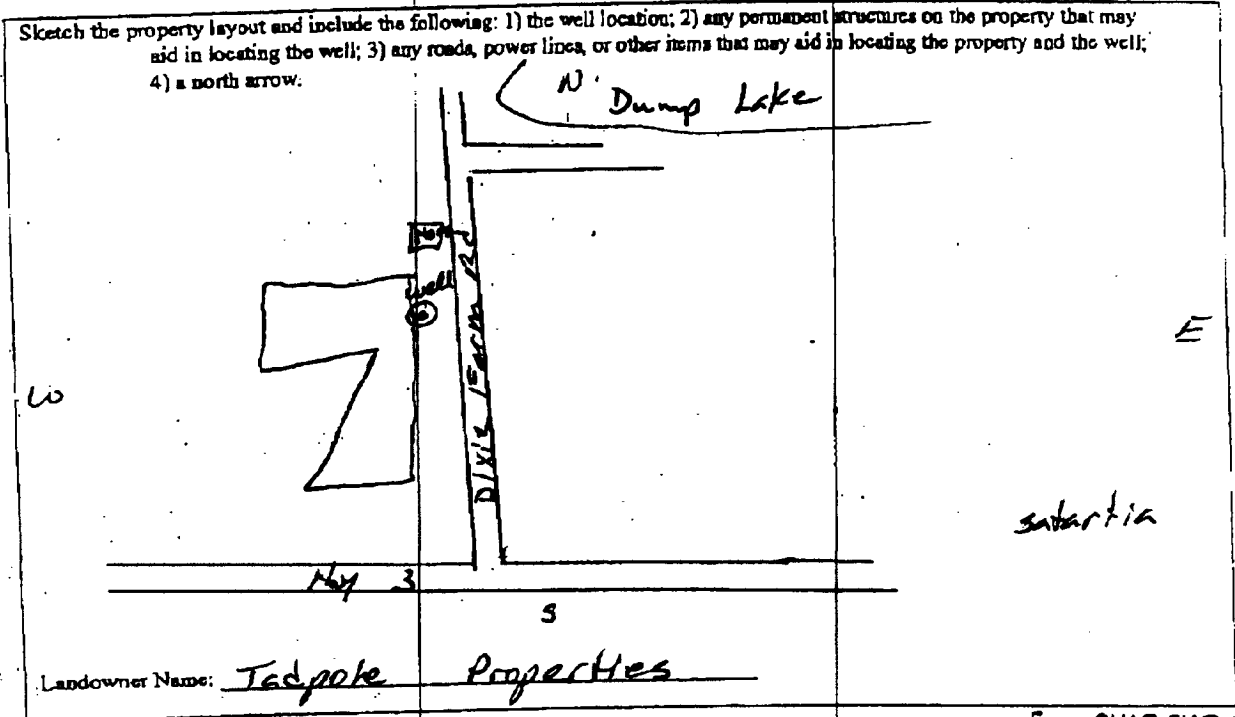 Sketch the property layout and include the following: 1) the well location; 2) any permanent structures on the property that may
aid in locating the well; 3) any roads, power lines, or other items that may aid in locating the property and the well;
4) a north arrow.
N
Dump Lake
well
Dixie Farm Rd
E
W
satartia
Hwy 3
S
Landowner Name: Tadpole Properties